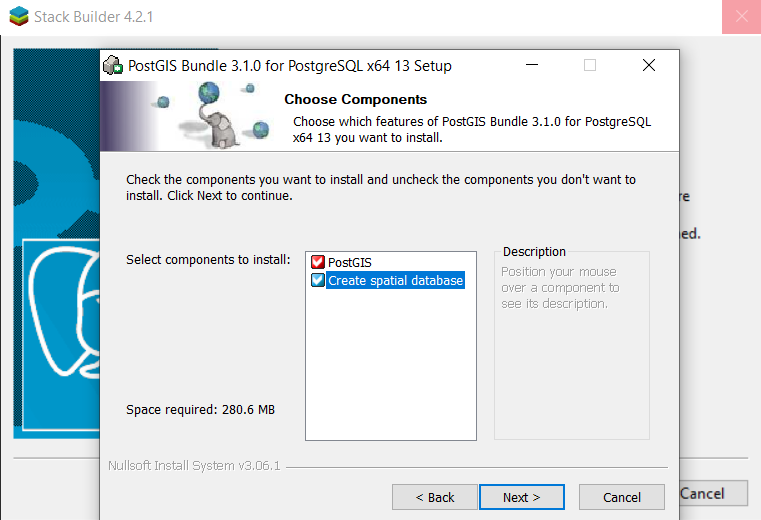 Stack Builder 4.2.1
PostGIS Bundle 3.1.0 for PostgreSQL x64 13 Setup
Choose Components
Choose which features of PostGIS Bundle 3.1.0 for PostgreSQL
x64 13 you want to install.
Check the components you want to install and uncheck the components you don't want to
install. Click Next to continue.
re
ed.
Select components to install:
PostGIS
Create spatial database
Description
Position your mouse
over a component to
see its description.
Space required: 280.6 MB
Nullsoft Install System v3.06.1
< Back
Next >
Cancel
Cancel